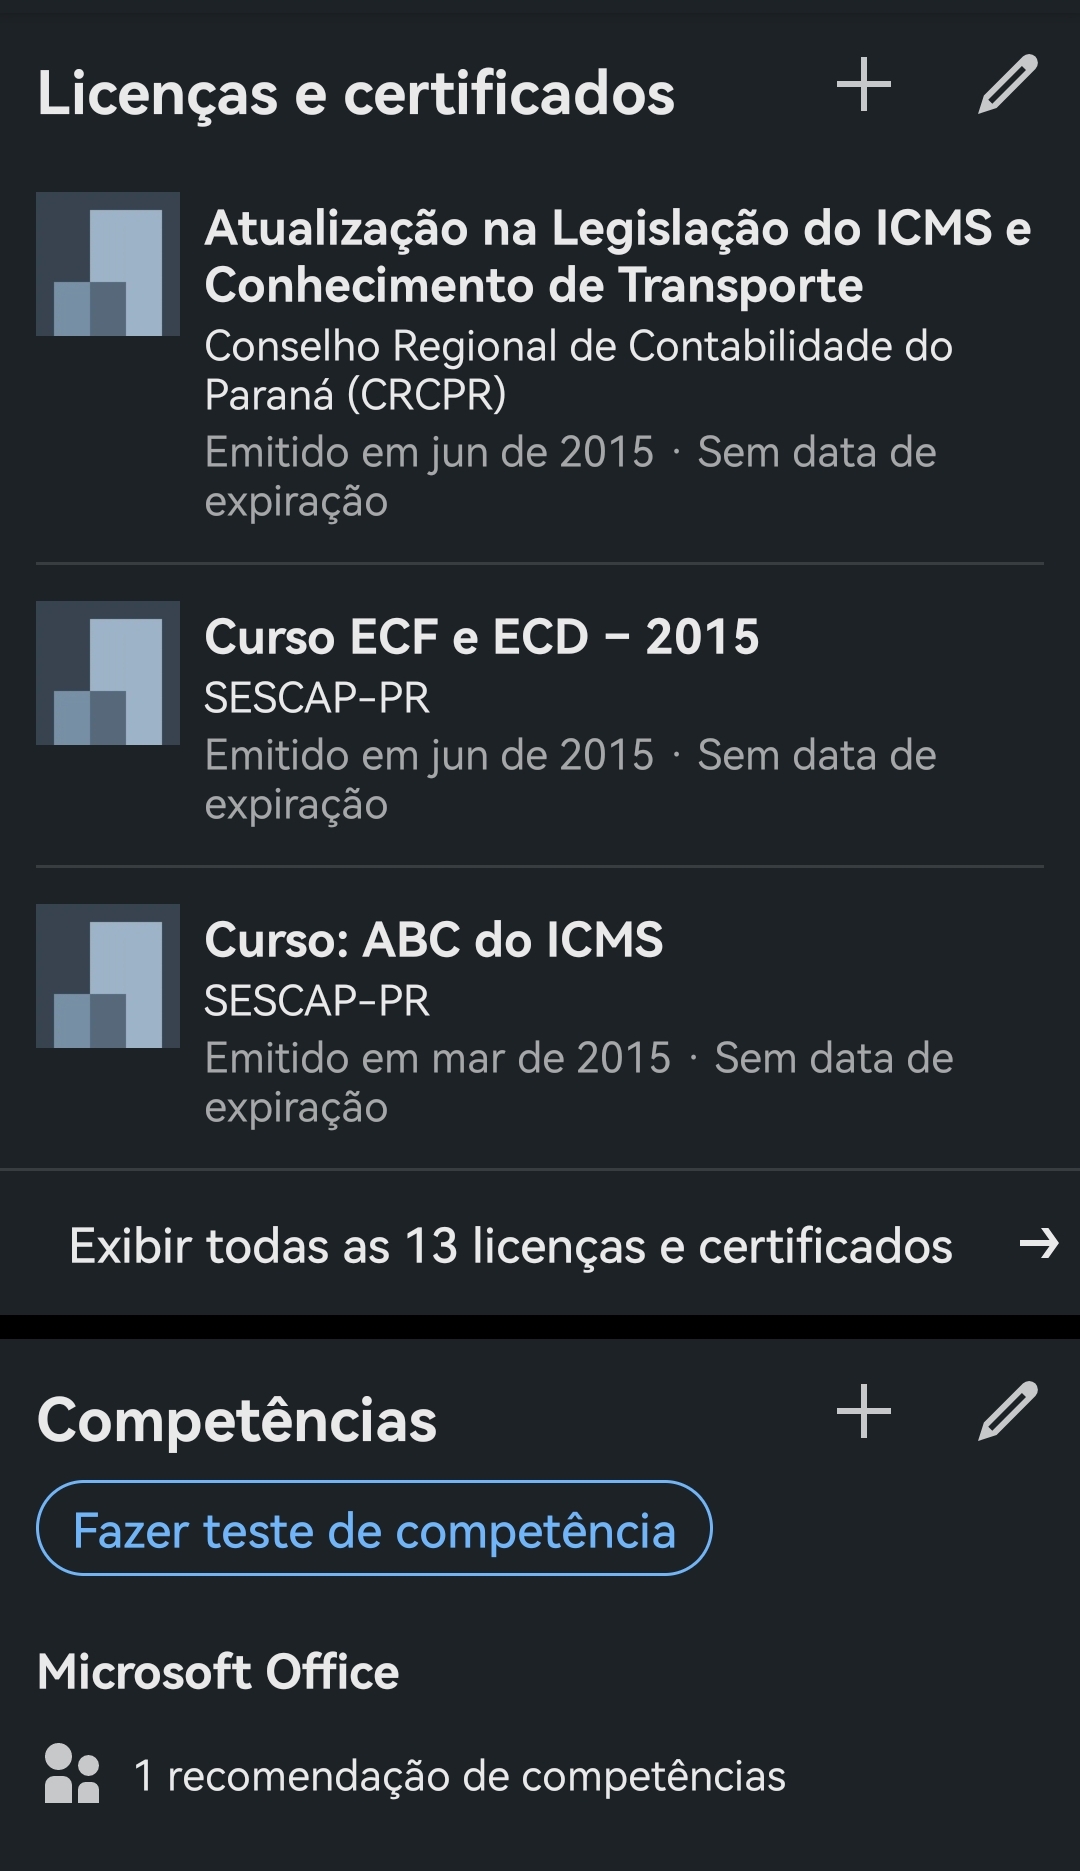 Licenças e certificados
Atualização na Legislação do ICMS e
Conhecimento de Transporte
Conselho Regional de Contabilidade do
Paraná (CRCPR)
Emitido em jun de 2015 · Sem data de
expiração
Curso ECF e ECD – 2015
SESCAP-PR
Emitido em jun de 2015 · Sem data de
expiração
Curso: ABC do ICMS
SESCAP-PR
Emitido em mar de 2015 · Sem data de
expiração
Exibir todas as 13 licenças e certificados
Competências
Fazer teste de competência
Microsoft Office
1 recomendação de competências